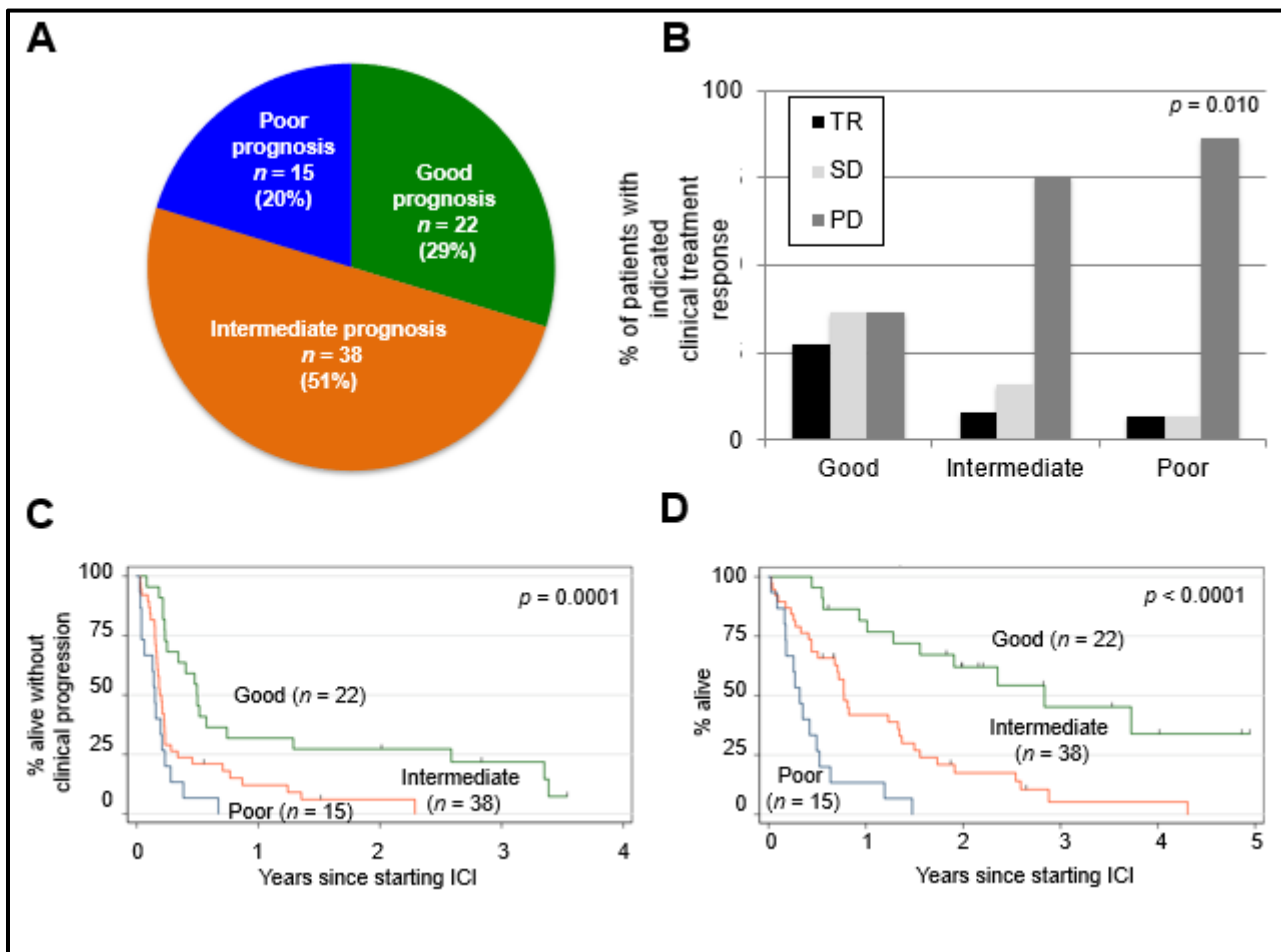 A
Poor
prognosis
n = 15
(20%)
Good
prognosis
n = 22
(29%)
Intermediate prognosis
n = 38
(51%)
B
% of patients with
indicated
clinical treatment
response
100
0
TR
SD
PD
p = 0.010
Good Intermediate Poor
C
% alive without
clinical progression
100
75
50
25
0
p = 0.0001
Good (n = 22)
Intermediate
(n = 38)
Poor (n = 15)
0 1 2 3 4
Years since starting ICI
D
% alive
100
75
50
25
0
p < 0.0001
Good (n = 22)
Intermediate
(n = 38)
Poor
(n = 15)
0 1 2 3 4 5
Years since starting ICI